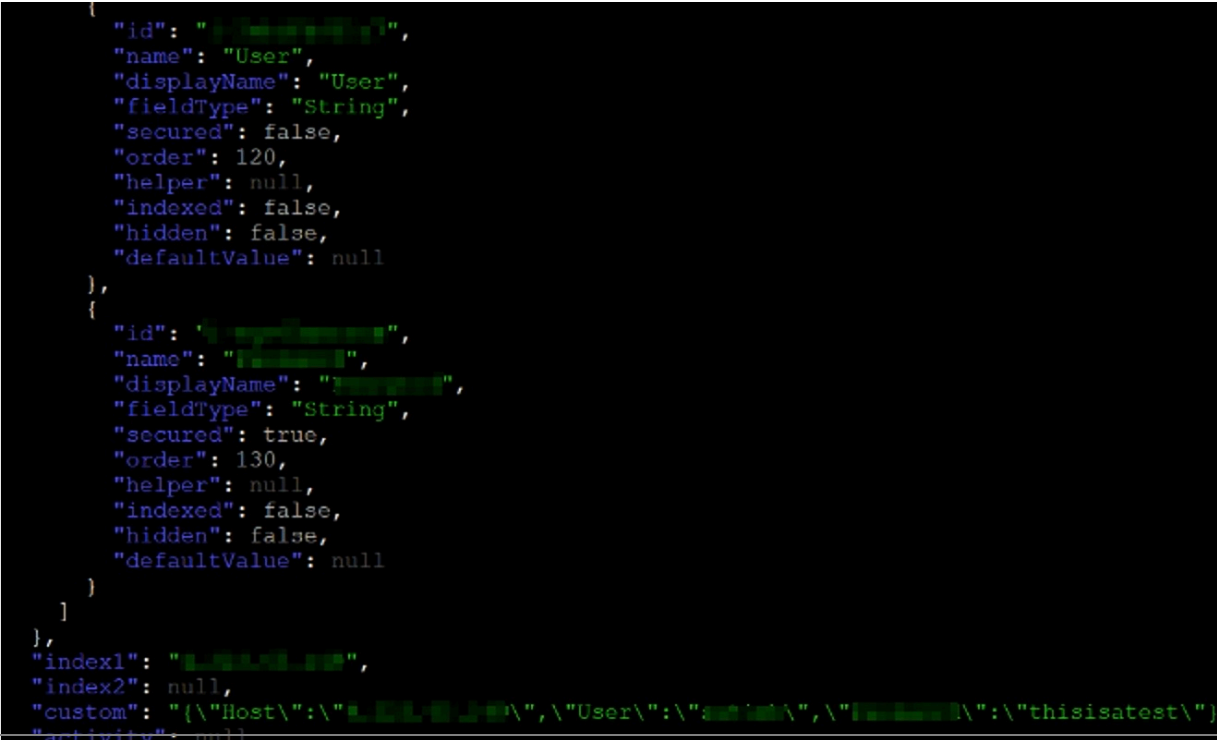 {
"id": "
",
"name": "User",
"displayName": "User",
"fieldType": "String",
"secured": false,
"order": 120,
"helper": null,
"indexed": false,
"hidden": false,
"defaultValue": null
},
{
"id": "
",
"name": "
",
"displayName": "
",
"fieldType": "String",
"secured": true,
"order": 130,
"helper": null,
"indexed": false,
"hidden": false,
"defaultValue": null
}
]
},
"index1": "
",
"index2": null,
"custom": "{\"Host\":\" \",\"User\":\" \",\" \":\"thisisatest\"}
"activity": null